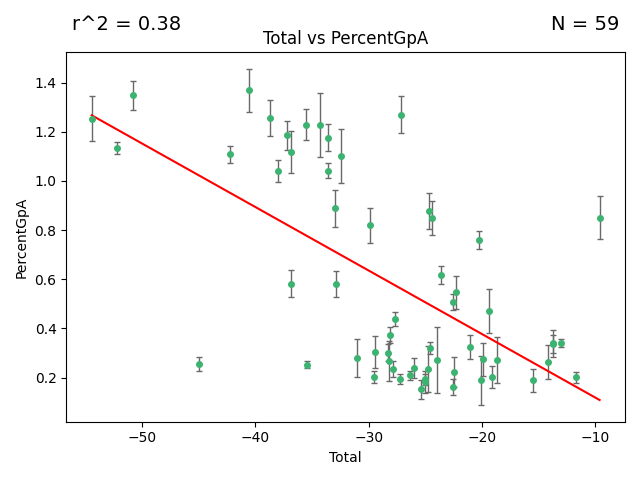 r^2 = 0.38
N = 59
Total vs PercentGpA
1.4
1.2
1.0
0.8
0.6
0.4
0.2
PercentGpA
−50
−40
−30
−20
−10
Total